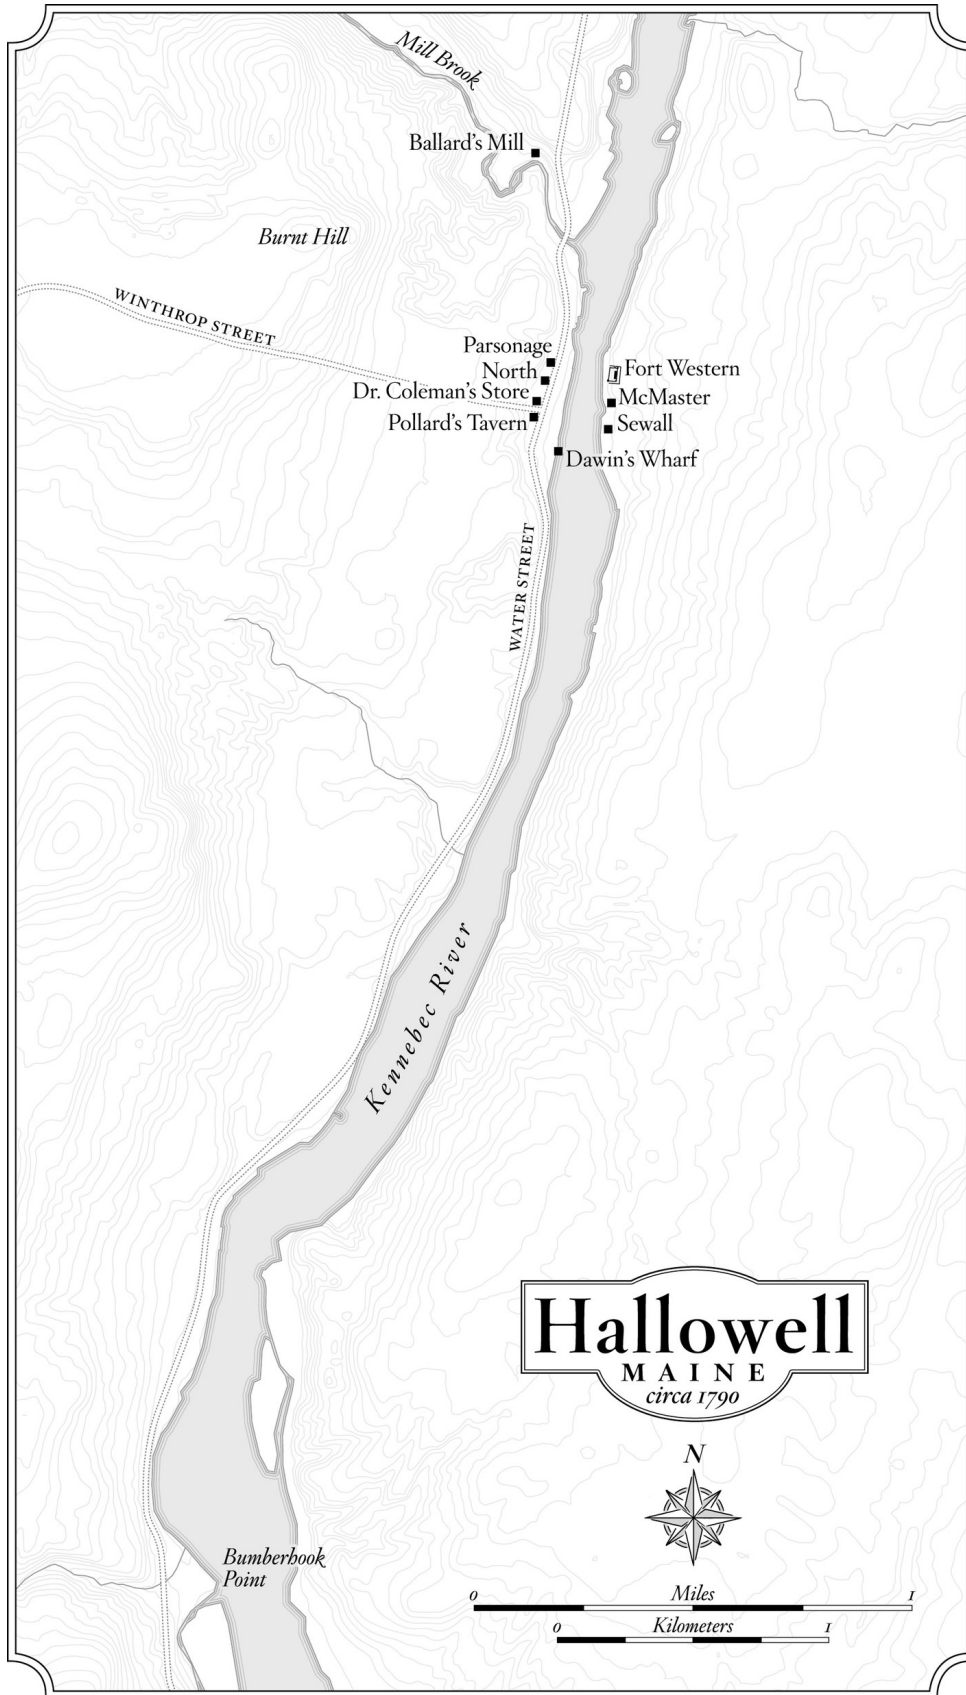 Mill Brook
Ballard's Mill
Burnt Hill
WINTHROP STREET
Parsonage
North
Fort Western
Dr. Coleman's Store
McMaster
Pollard's Tavern
Sewall
Dawin's Wharf
WATER STREET
Kennebec River
Hallowell
MAINE
circa 1790
N
Bumberhook
Point
0 Miles 1
0 Kilometers 1